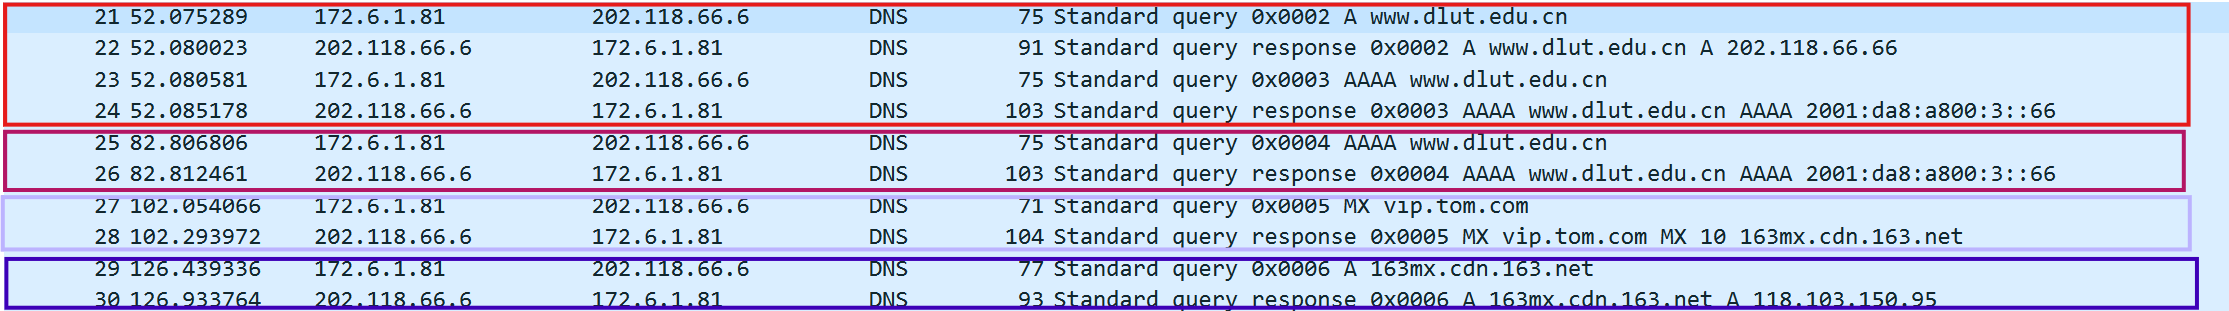 21 52.075289 172.6.1.81 202.118.66.6 DNS 75 Standard query 0x0002 A www.dlut.edu.cn
22 52.080023 202.118.66.6 172.6.1.81 DNS 91 Standard query response 0x0002 A www.dlut.edu.cn A 202.118.66.66
23 52.080581 172.6.1.81 202.118.66.6 DNS 75 Standard query 0x0003 AAAA www.dlut.edu.cn
24 52.085178 202.118.66.6 172.6.1.81 DNS 103 Standard query response 0x0003 AAAA www.dlut.edu.cn AAAA 2001:da8:a800:3::66
25 82.806806 172.6.1.81 202.118.66.6 DNS 75 Standard query 0x0004 AAAA www.dlut.edu.cn
26 82.812461 202.118.66.6 172.6.1.81 DNS 103 Standard query response 0x0004 AAAA www.dlut.edu.cn AAAA 2001:da8:a800:3::66
27 102.054066 172.6.1.81 202.118.66.6 DNS 71 Standard query 0x0005 MX vip.tom.com
28 102.293972 202.118.66.6 172.6.1.81 DNS 104 Standard query response 0x0005 MX vip.tom.com MX 10 163mx.cdn.163.net
29 126.439336 172.6.1.81 202.118.66.6 DNS 77 Standard query 0x0006 A 163mx.cdn.163.net
30 126.933764 202.118.66.6 172.6.1.81 DNS 93 Standard query response 0x0006 A 163mx.cdn.163.net A 118.103.150.95